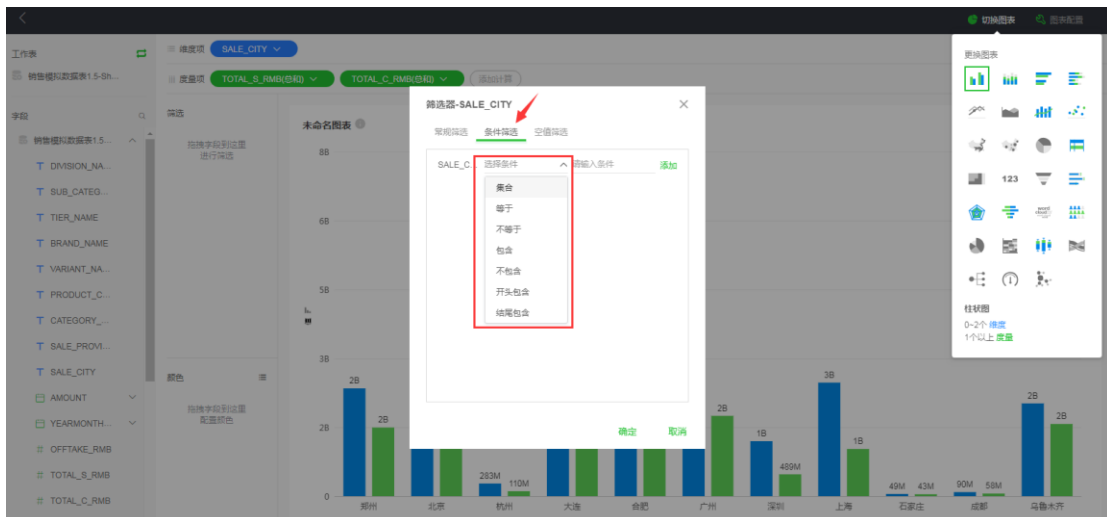 切换图表 图表配置
工作表
销售模拟数据表1.5-Sh...
字段
销售模拟数据表1.5...
T DIVISION_NA...
T SUB_CATEG...
T TIER_NAME
T BRAND_NAME
T VARIANT_NA...
T PRODUCT_C...
T CATEGORY_...
T SALE_PROVI...
T SALE_CITY
AMOUNT
YEARMONTH...
# OFFTAKE_RMB
# TOTAL_S_RMB
# TOTAL_C_RMB
维度项 SALE_CITY
度量项 TOTAL_S_RMB(总和) TOTAL_C_RMB(总和) 添加计算
筛选
拖拽字段到这里
进行筛选
颜色
拖拽字段到这里
配置颜色
未命名图表
8B
6B
5B
3B
2B
0
2B
2B
283M
110M
2B
1B
489M
3B
1B
49M
43M
90M
58M
2B
2B
郑州 北京 杭州 大连 合肥 广州 深圳 上海 石家庄 成都 乌鲁木齐
筛选器-SALE_CITY
常规筛选 条件筛选 空值筛选
SALE_C... 选择条件 请输入条件 添加
集合
等于
不等于
包含
不包含
开头包含
结尾包含
确定 取消
更换图表
123
柱状图
0~2个 维度
1个以上 度量